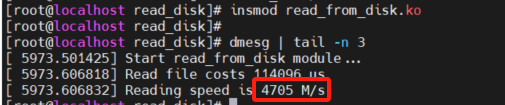 [root@localhost read_disk]# insmod read_from_disk.ko
[root@localhost read_disk]#
[root@localhost read_disk]# dmesg | tail -n 3
[ 5973.501425] Start read_from_disk module...
[ 5973.606818] Read file costs 114096 us
[ 5973.606832] Reading speed is 4705 M/s
[root@localhost read_disk]#